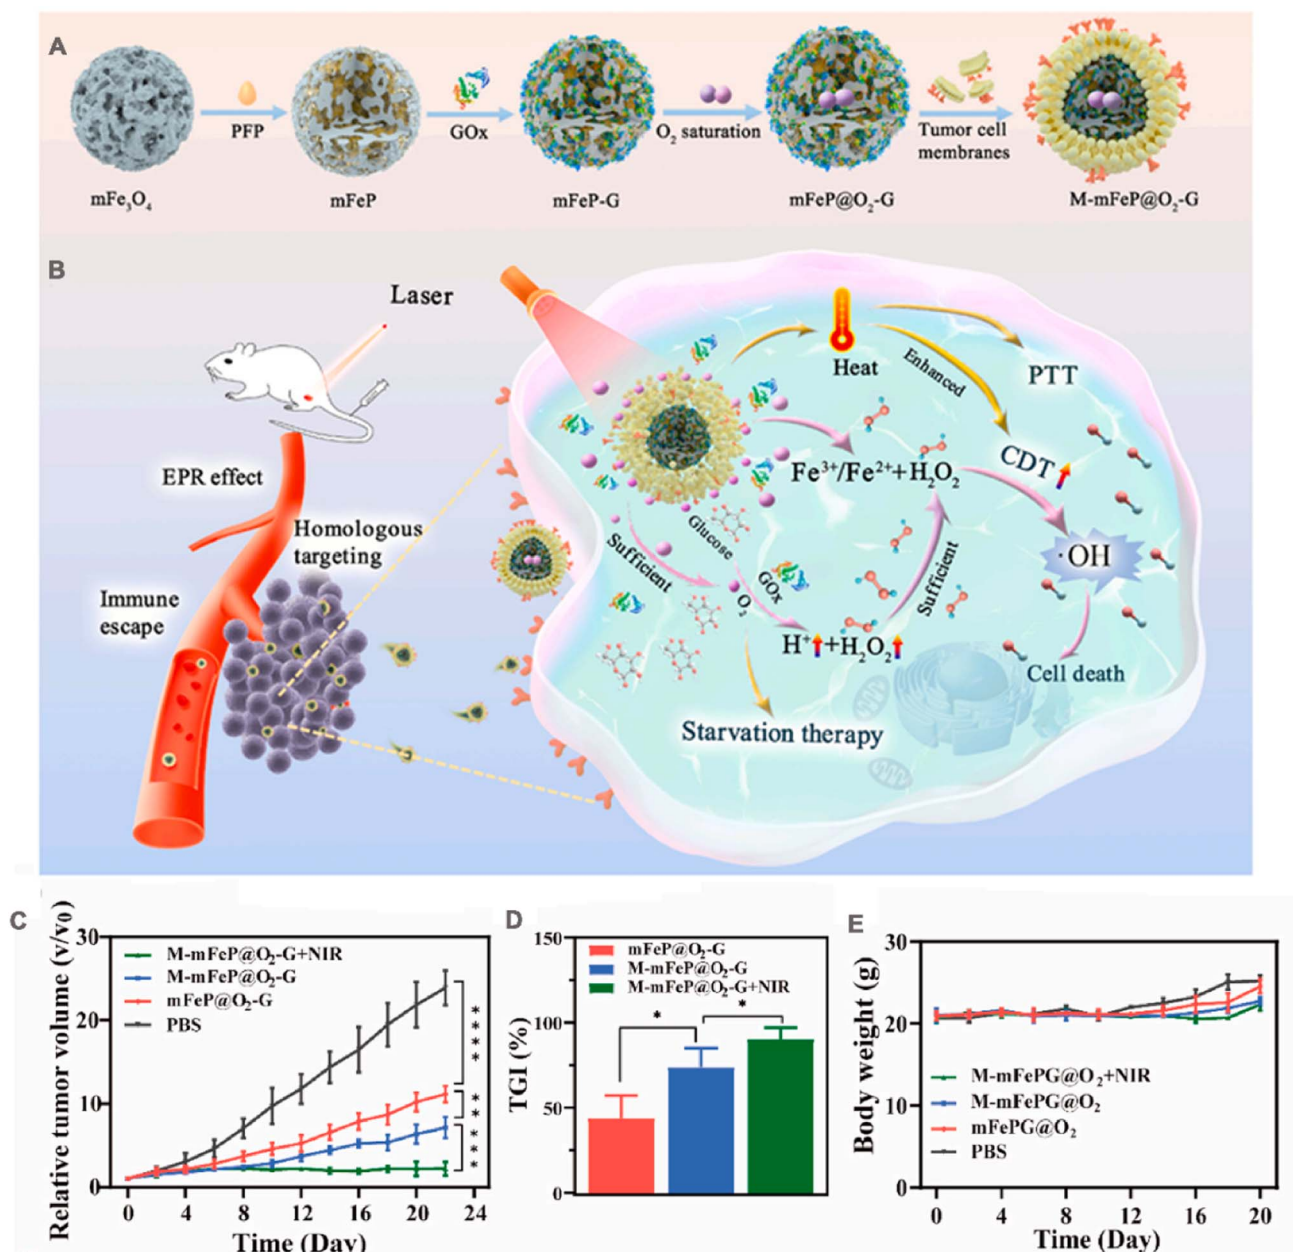 A
PFP
GOx
O₂ saturation
Tumor cell
membranes
mFe₃O₄
mFeP
mFeP-G
mFeP@O₂-G
M-mFeP@O₂-G
B
Laser
EPR effect
Homologous
targeting
Immune
escape
Heat
Enhanced
PTT
CDT
Fe³⁺/Fe²⁺+H₂O₂
Glucose
Sufficient
GOx
O₂
Sufficient
·OH
H⁺+H₂O₂
Cell death
Starvation therapy
C
Relative tumor volume (v/v₀)
30
20
10
0
M-mFeP@O₂-G+NIR
M-mFeP@O₂-G
mFeP@O₂-G
PBS
****
**
***
0 4 8 12 16 20 24
Time (Day)
D
TGI (%)
150
100
50
0
mFeP@O₂-G
M-mFeP@O₂-G
M-mFeP@O₂-G+NIR
*
*
E
Body weight (g)
30
20
10
0
M-mFePG@O₂+NIR
M-mFePG@O₂
mFePG@O₂
PBS
0 4 8 12 16 20
Time (Day)